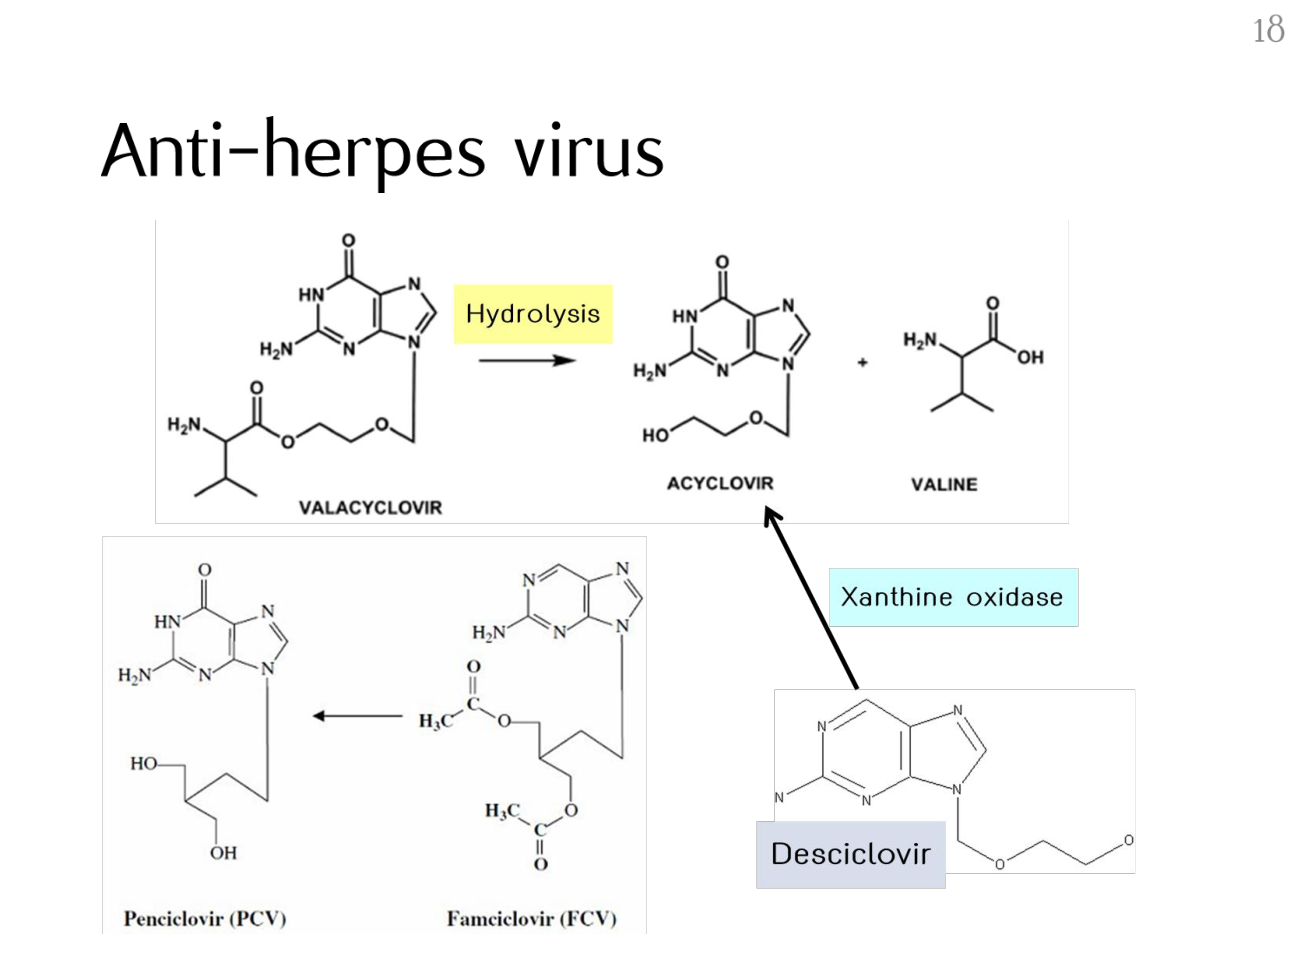 18
Anti-herpes virus
O
HN
N
H₂N
N
N
O
H₂N
O
O
VALACYCLOVIR
Hydrolysis
O
HN
N
H₂N
N
N
HO
O
ACYCLOVIR
+
O
H₂N
OH
VALINE
O
HN
N
H₂N
N
N
HO
OH
Penciclovir (PCV)
N
N
H₂N
N
N
O
C
H₃C
O
H₃C
O
C
O
Famciclovir (FCV)
Xanthine oxidase
N
N
N
N
N
O
O
Desciclovir